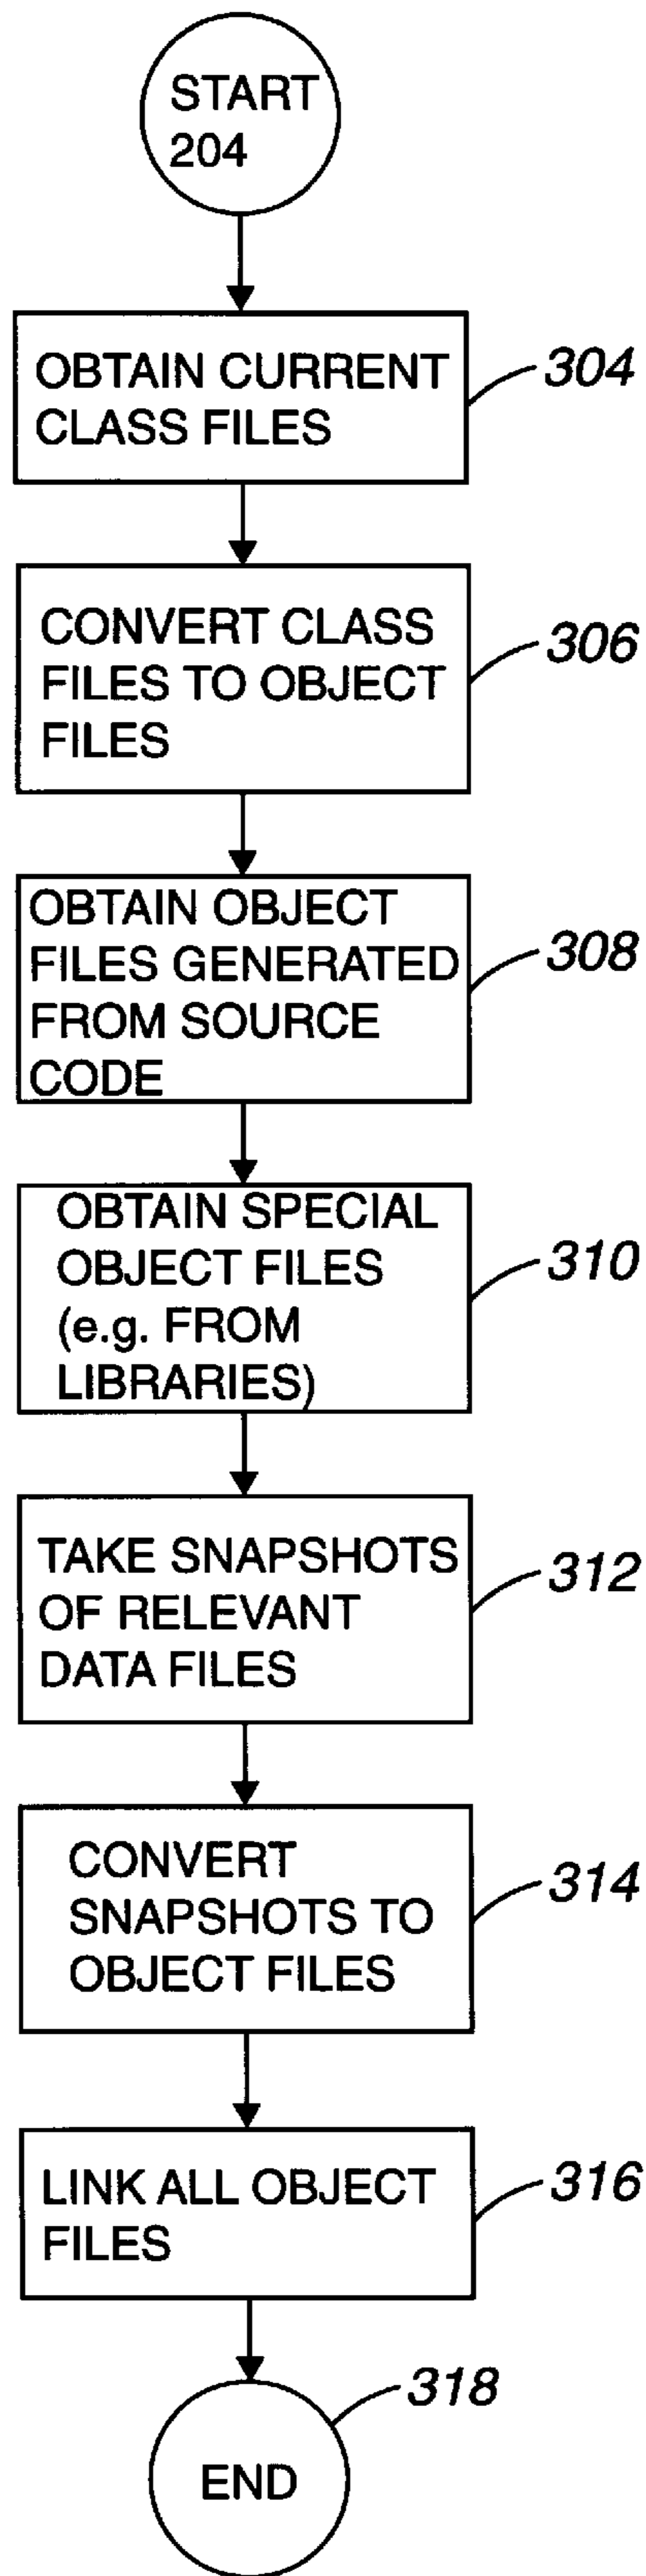 START
204
OBTAIN CURRENT
CLASS FILES
304
CONVERT CLASS
FILES TO OBJECT
FILES
306
OBTAIN OBJECT
FILES GENERATED
FROM SOURCE
CODE
308
OBTAIN SPECIAL
OBJECT FILES
(e.g. FROM
LIBRARIES)
310
TAKE SNAPSHOTS
OF RELEVANT
DATA FILES
312
CONVERT
SNAPSHOTS TO
OBJECT FILES
314
LINK ALL OBJECT
FILES
316
318
END